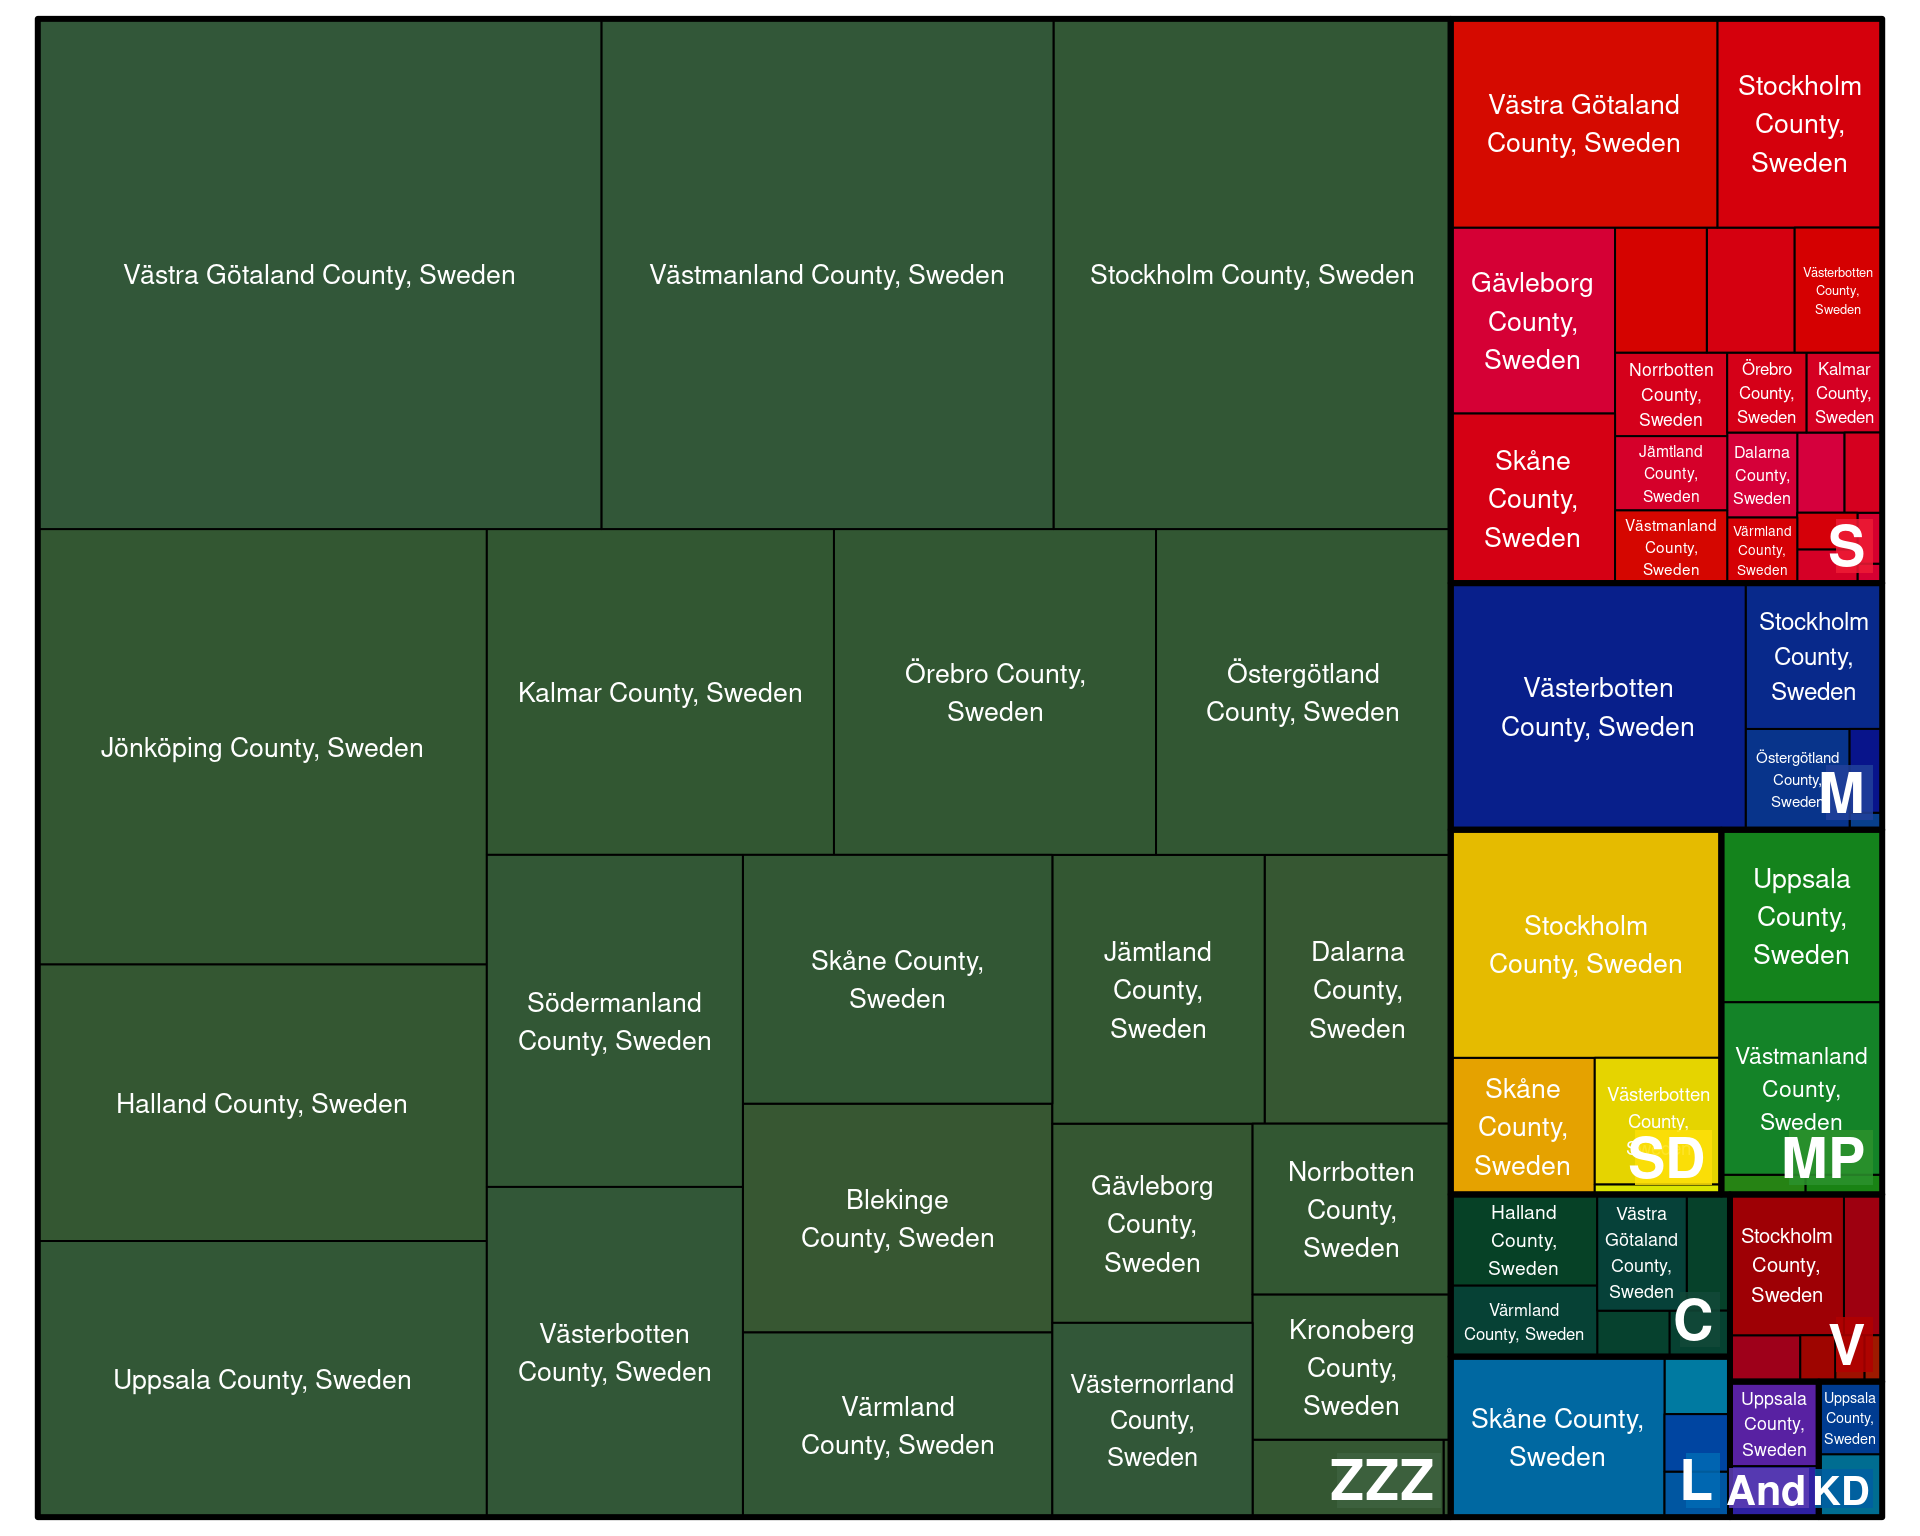 Västra Götaland County, Sweden
Västmanland County, Sweden
Stockholm County, Sweden
Jönköping County, Sweden
Kalmar County, Sweden
Örebro County,
Sweden
Östergötland
County, Sweden
Halland County, Sweden
Uppsala County, Sweden
Södermanland
County, Sweden
Västerbotten
County, Sweden
Skåne County,
Sweden
Blekinge
County, Sweden
Värmland
County, Sweden
Jämtland
County,
Sweden
Dalarna
County,
Sweden
Gävleborg
County,
Sweden
Norrbotten
County,
Sweden
Västernorrland
County,
Sweden
Kronoberg
County,
Sweden
ZZZ
Västra Götaland
County, Sweden
Stockholm
County,
Sweden
Gävleborg
County,
Sweden
Västerbotten
County,
Sweden
Skåne
County,
Sweden
Norrbotten
County,
Sweden
Örebro
County,
Sweden
Kalmar
County,
Sweden
Jämtland
County,
Sweden
Dalarna
County,
Sweden
Västmanland
County,
Sweden
Värmland
County,
Sweden
S
Västerbotten
County, Sweden
Stockholm
County,
Sweden
Östergötland
County,
Sweden
M
Stockholm
County, Sweden
Skåne
County,
Sweden
Västerbotten
County,
SD
Uppsala
County,
Sweden
Västmanland
County,
Sweden
MP
Halland
County,
Sweden
Västra
Götaland
County,
Sweden
Värmland
County, Sweden
C
Stockholm
County,
Sweden
V
Skåne County,
Sweden
L
Uppsala
County,
Sweden
And
Uppsala
County,
Sweden
KD